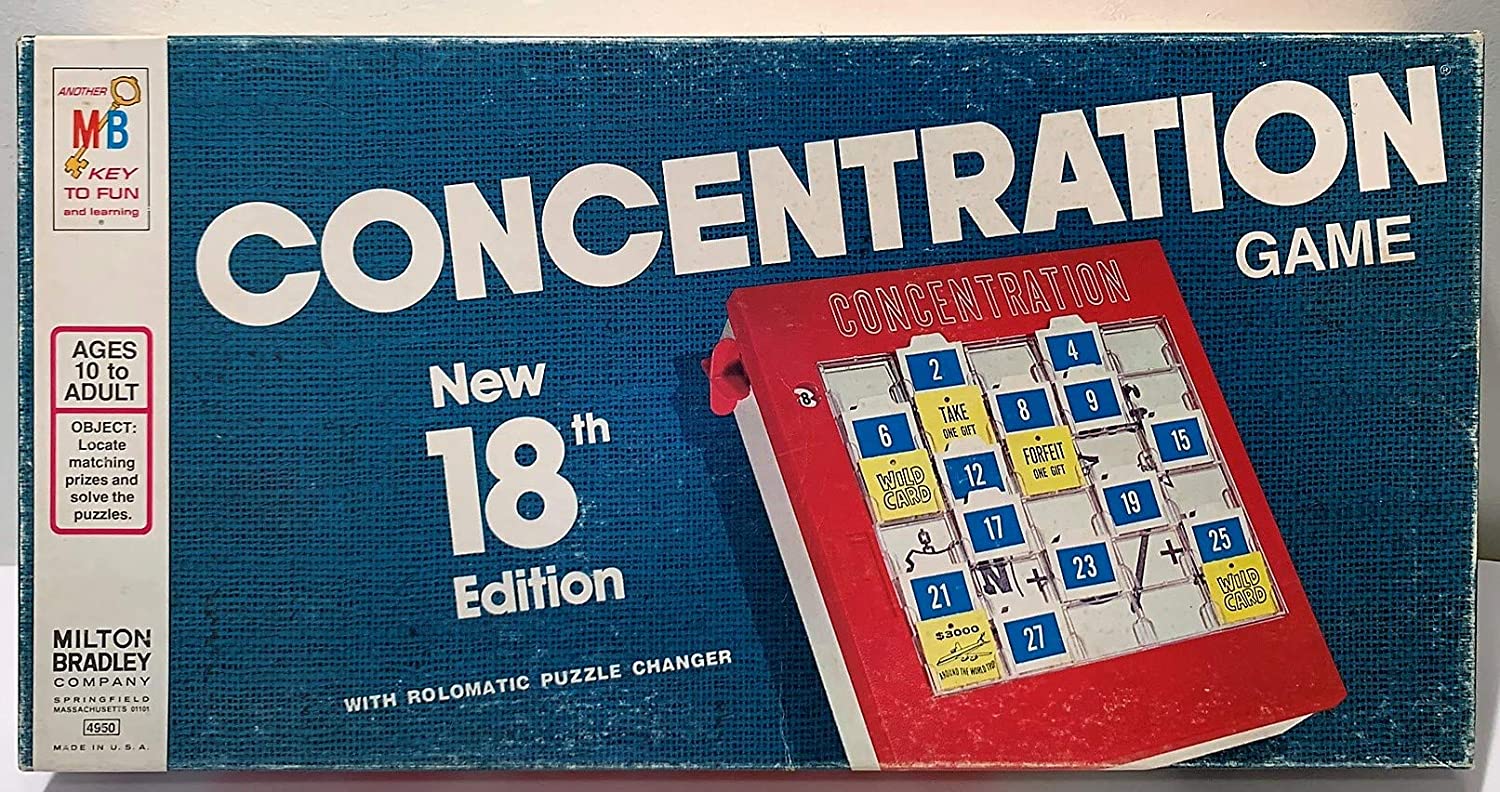 ANOTHER
MB
KEY
TO FUN
and learning
®
AGES
10 to
ADULT
OBJECT:
Locate
matching
prizes and
solve the
puzzles.
MILTON
BRADLEY
COMPANY
SPRINGFIELD
MASSACHUSETTS 01101
4950
MADE IN U.S.A.
CONCENTRATION®
GAME
New
18th
Edition
WITH ROLOMATIC PUZZLE CHANGER
CONCENTRATION
8
2
4
TAKE
ONE GIFT
8
9
6
FORFEIT
ONE GIFT
15
WILD
CARD
12
19
17
25
23
WILD
CARD
21
N +
+
27
$3000
AROUND THE WORLD TRIP